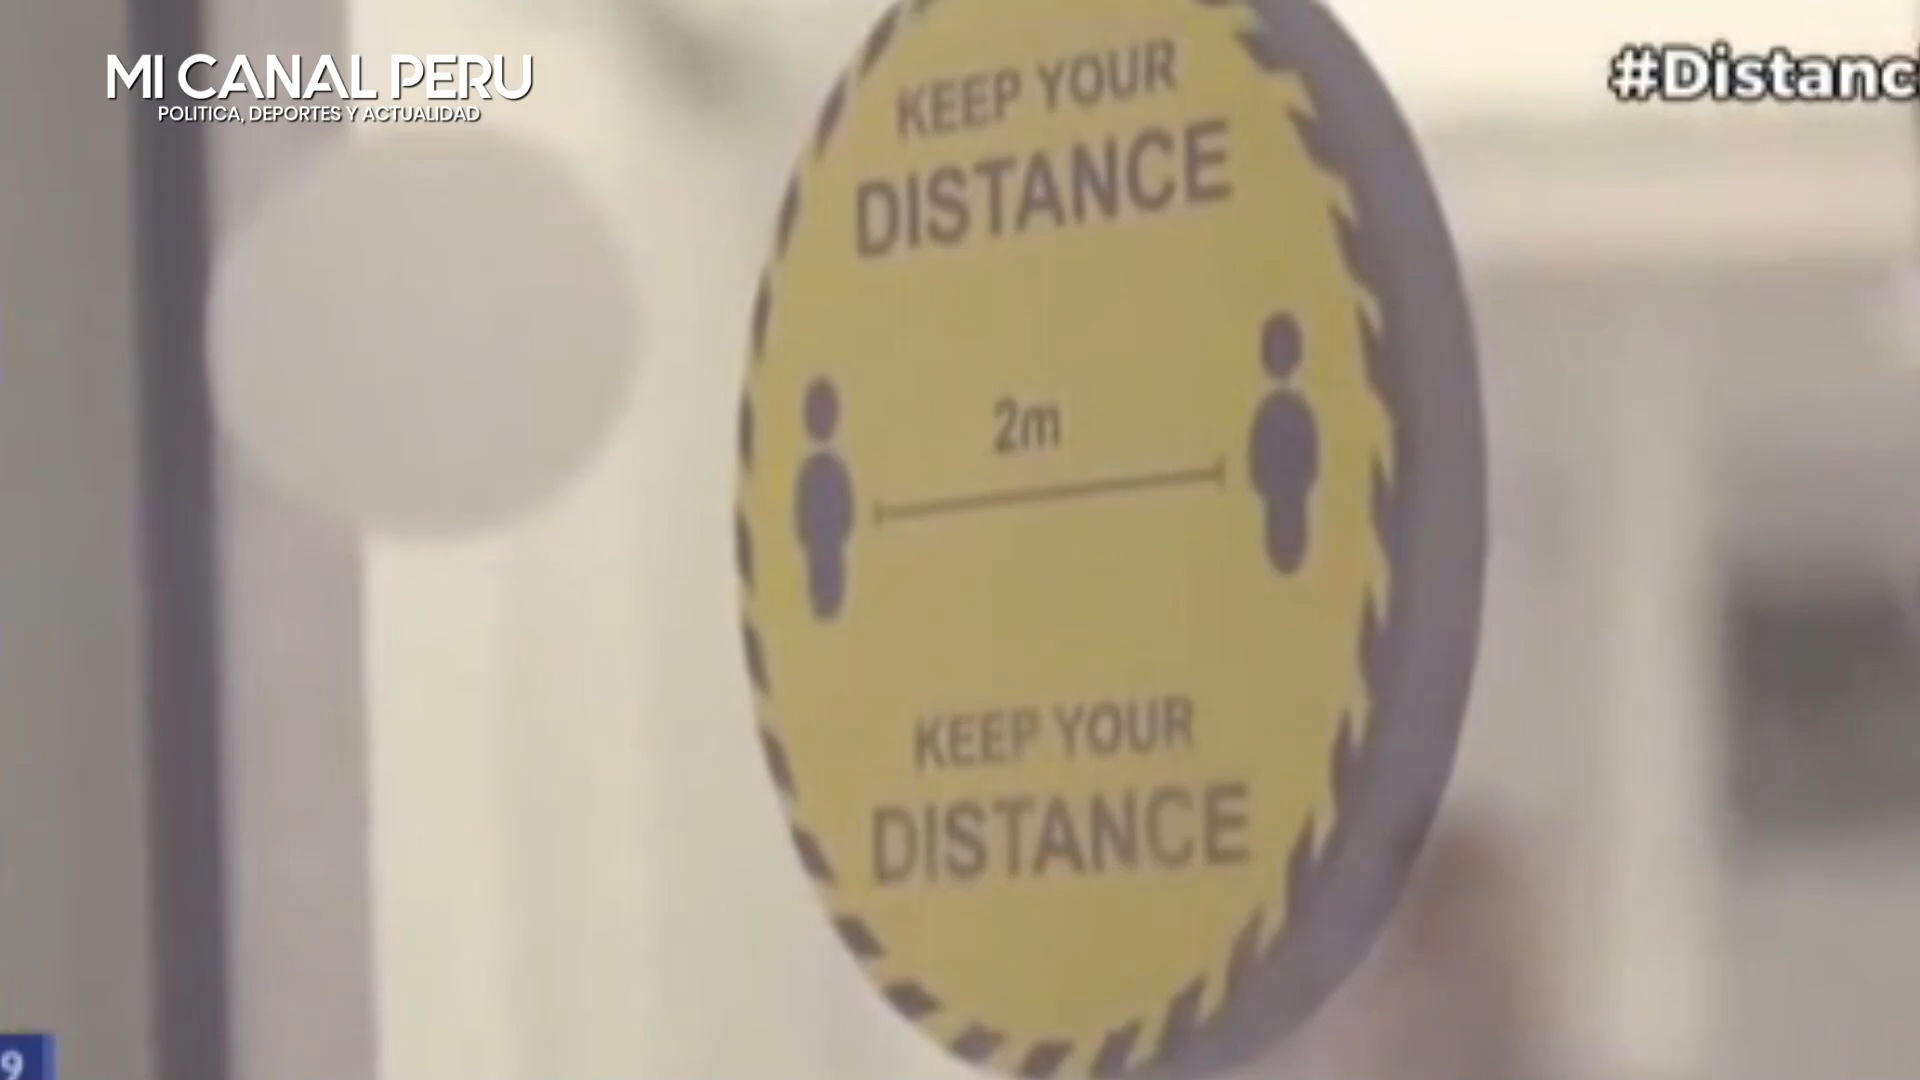 MI CANAL PERU
POLITICA, DEPORTES Y ACTUALIDAD
#Distanc
KEEP YOUR
DISTANCE
2m
KEEP YOUR
DISTANCE
9